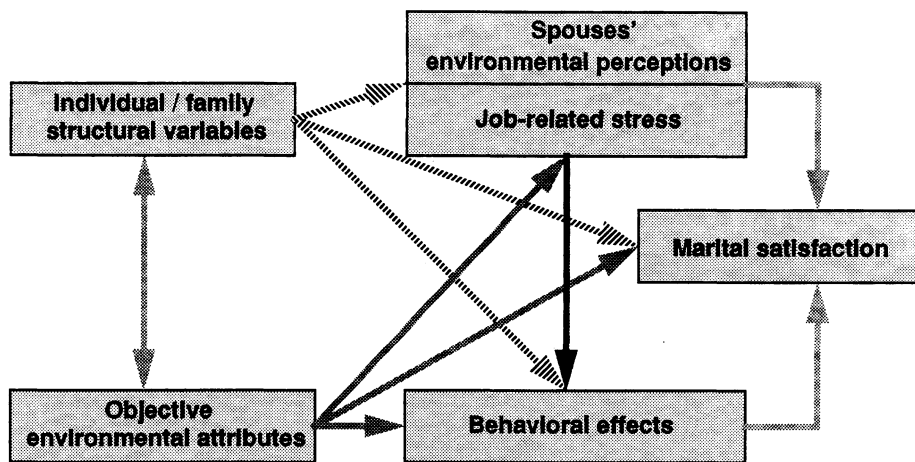 Spouses'
environmental perceptions
Individual / family
structural variables
Job-related stress
Marital satisfaction
Objective
environmental attributes
Behavioral effects